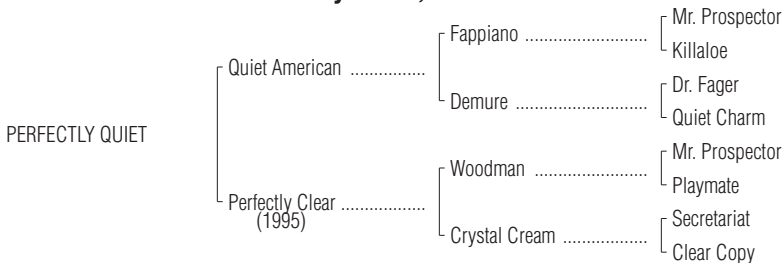 PERFECTLY QUIET
Quiet American ................
Perfectly Clear ..................
(1995)
Fappiano ..........................
Demure ............................
Woodman ........................
Crystal Cream ..................
Mr. Prospector
Killaloe
Dr. Fager
Quiet Charm
Mr. Prospector
Playmate
Secretariat
Clear Copy